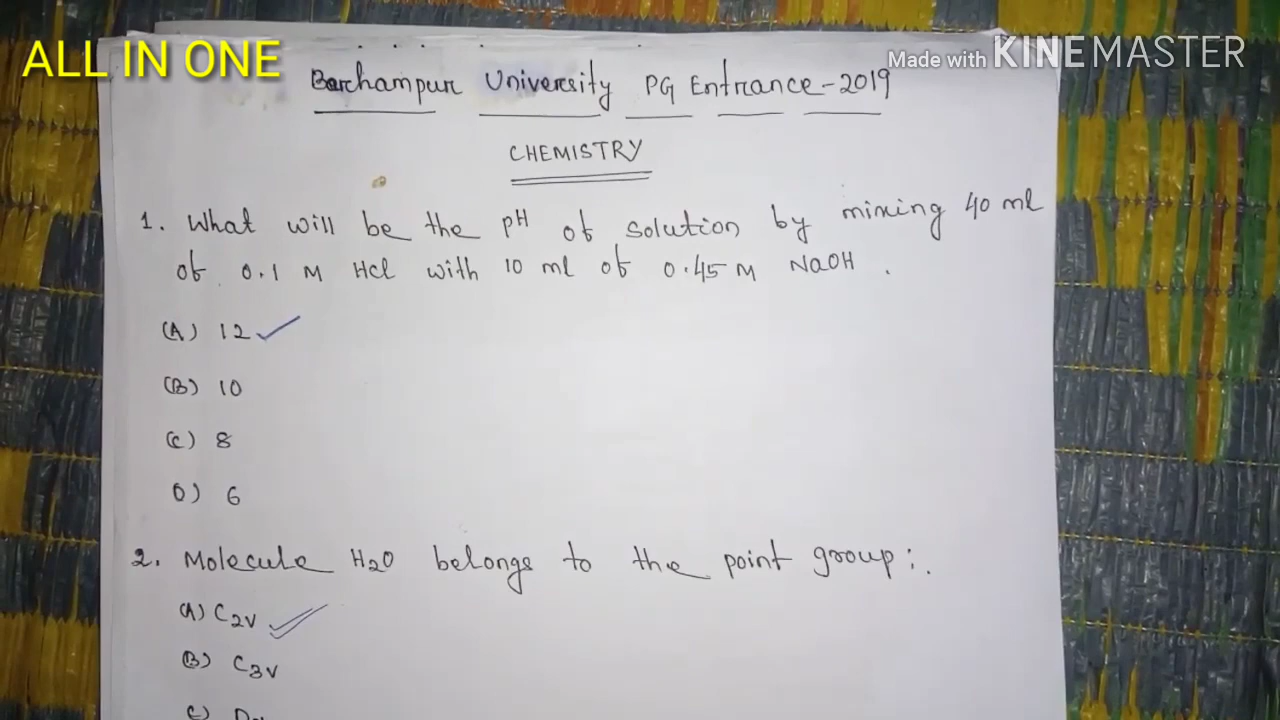 ALL IN ONE
Made with KINEMASTER
Berhampur University PG Entrance-2019
CHEMISTRY
1. What will be the pH of solution by mixing 40 ml
of 0.1 M HCl with 10 ml of 0.45 M NaOH .
(A) 12 ✓
(B) 10
(C) 8
D) 6
2. Molecule H2O belongs to the point group :.
(A) C2v ✓
(B) C3v